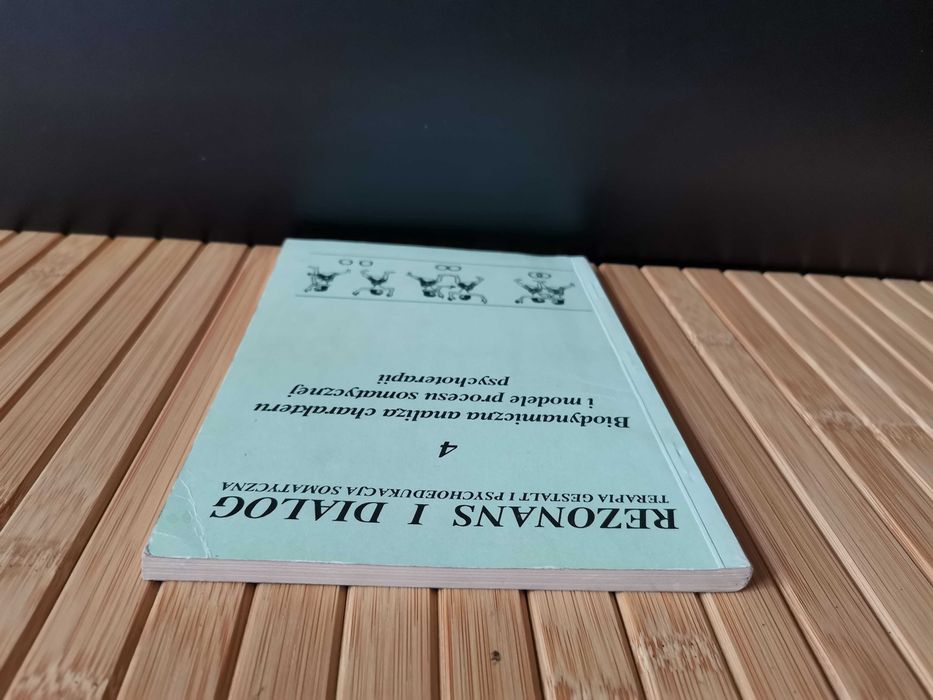 REZONANS I DIALOG
TERAPIA GESTALT I PSYCHOEDUKACJA SOMATYCZNA
4
Biodynamiczna analiza charakteru
i modele procesu somatycznej
psychoterapii